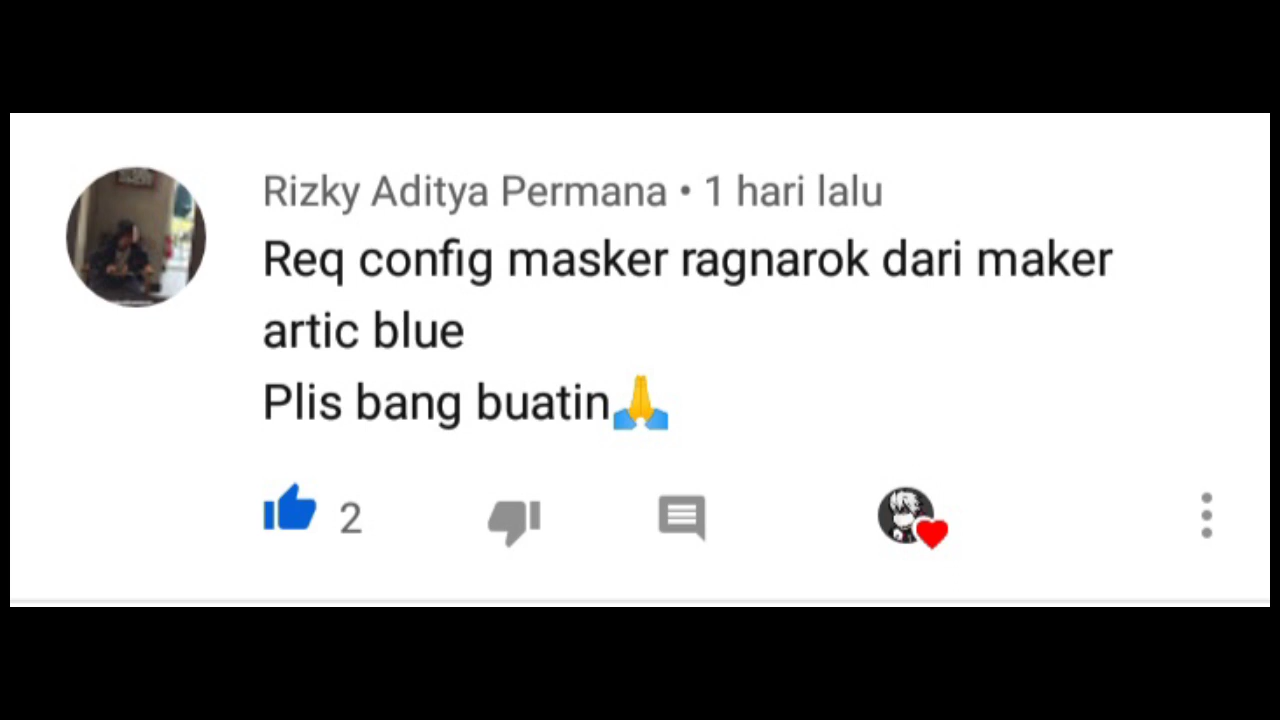 Rizky Aditya Permana • 1 hari lalu
Req config masker ragnarok dari maker
artic blue
Plis bang buatin🙏
2